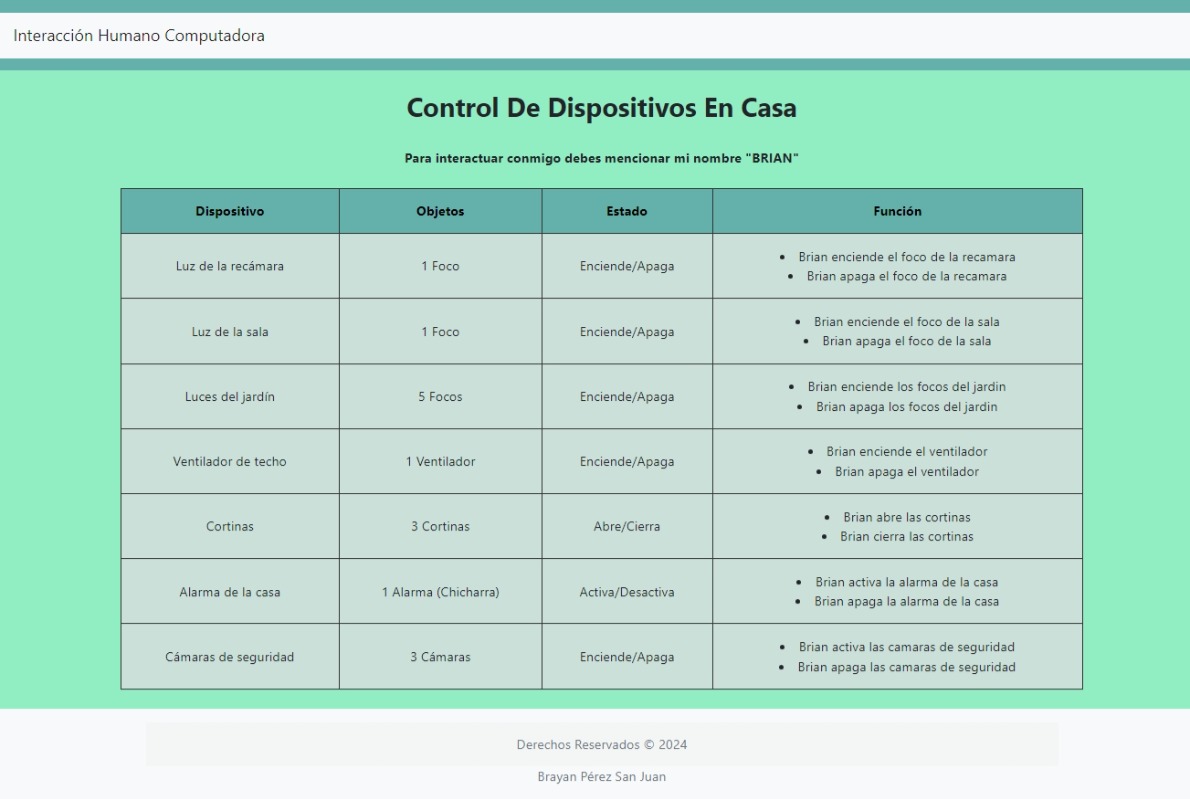 Interacción Humano Computadora
Control De Dispositivos En Casa
Para interactuar conmigo debes mencionar mi nombre "BRIAN"
Dispositivo Objetos Estado Función
Luz de la recámara 1 Foco Enciende/Apaga
• Brian enciende el foco de la recamara
• Brian apaga el foco de la recamara
Luz de la sala 1 Foco Enciende/Apaga
• Brian enciende el foco de la sala
• Brian apaga el foco de la sala
Luces del jardín 5 Focos Enciende/Apaga
• Brian enciende los focos del jardin
• Brian apaga los focos del jardin
Ventilador de techo 1 Ventilador Enciende/Apaga
• Brian enciende el ventilador
• Brian apaga el ventilador
Cortinas 3 Cortinas Abre/Cierra
• Brian abre las cortinas
• Brian cierra las cortinas
Alarma de la casa 1 Alarma (Chicharra) Activa/Desactiva
• Brian activa la alarma de la casa
• Brian apaga la alarma de la casa
Cámaras de seguridad 3 Cámaras Enciende/Apaga
• Brian activa las camaras de seguridad
• Brian apaga las camaras de seguridad
Derechos Reservados © 2024
Brayan Pérez San Juan